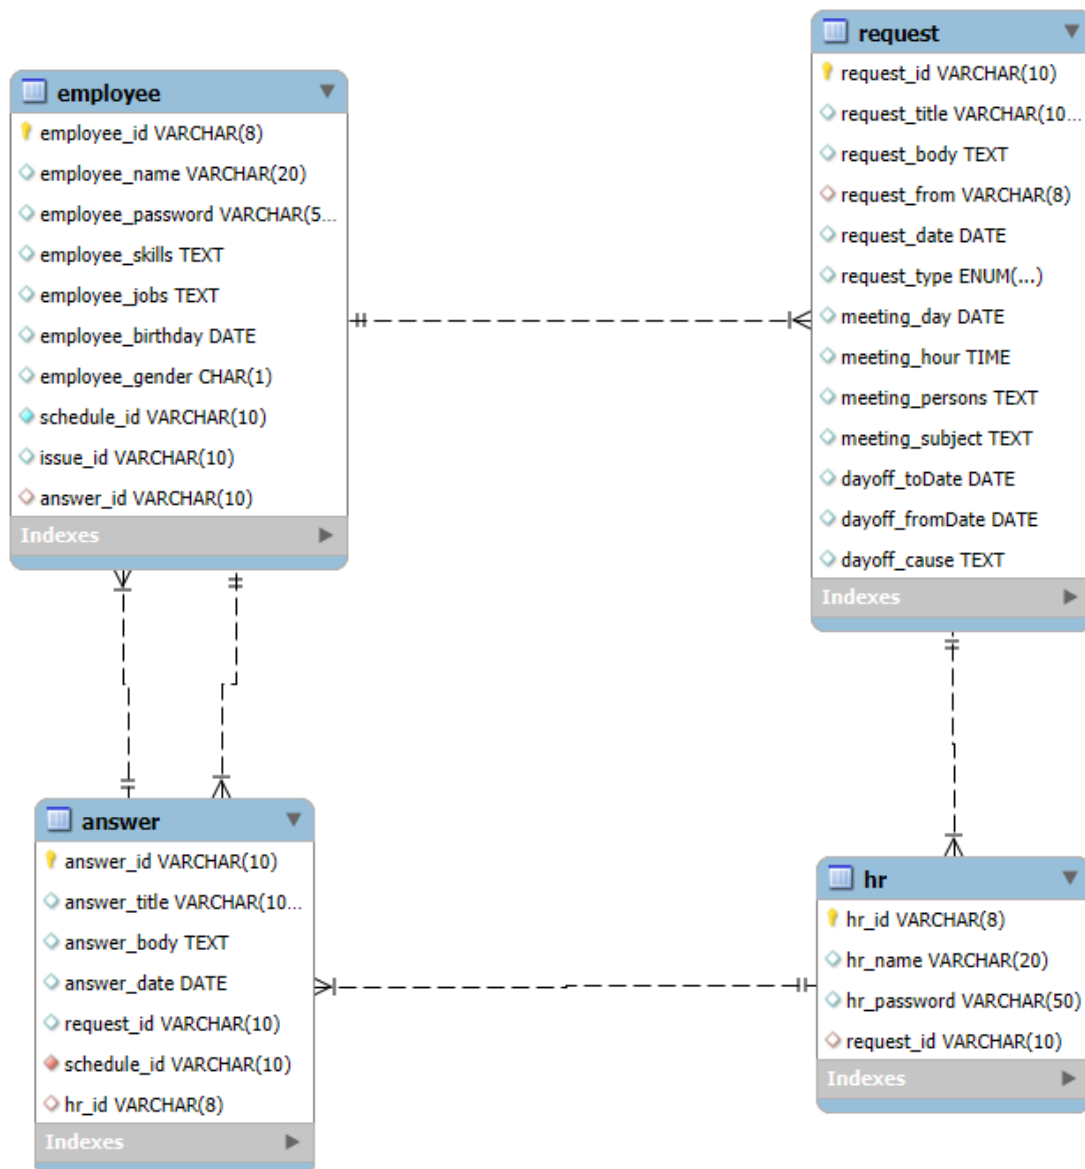 employee
employee_id VARCHAR(8)
employee_name VARCHAR(20)
employee_password VARCHAR(5...
employee_skills TEXT
employee_jobs TEXT
employee_birthday DATE
employee_gender CHAR(1)
schedule_id VARCHAR(10)
issue_id VARCHAR(10)
answer_id VARCHAR(10)
Indexes
request
request_id VARCHAR(10)
request_title VARCHAR(10...
request_body TEXT
request_from VARCHAR(8)
request_date DATE
request_type ENUM(...)
meeting_day DATE
meeting_hour TIME
meeting_persons TEXT
meeting_subject TEXT
dayoff_toDate DATE
dayoff_fromDate DATE
dayoff_cause TEXT
Indexes
answer
answer_id VARCHAR(10)
answer_title VARCHAR(10...
answer_body TEXT
answer_date DATE
request_id VARCHAR(10)
schedule_id VARCHAR(10)
hr_id VARCHAR(8)
Indexes
hr
hr_id VARCHAR(8)
hr_name VARCHAR(20)
hr_password VARCHAR(50)
request_id VARCHAR(10)
Indexes